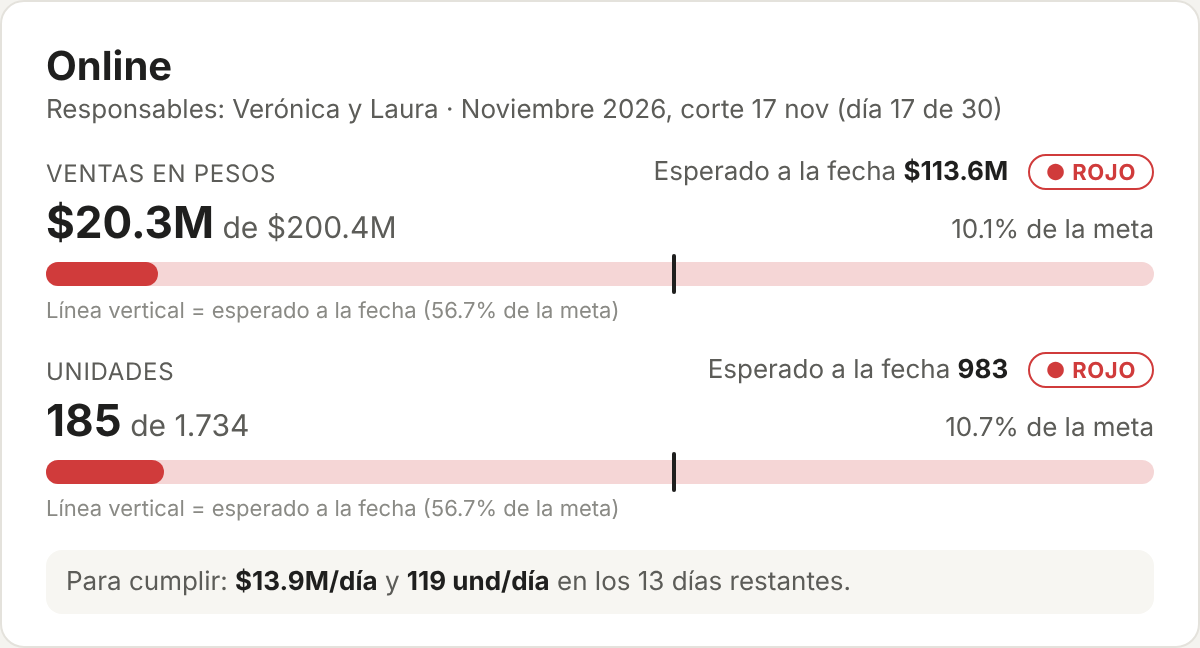 Online
Responsables: Verónica y Laura · Noviembre 2026, corte 17 nov (día 17 de 30)
VENTAS EN PESOS
Esperado a la fecha $113.6M ROJO
$20.3M de $200.4M
10.1% de la meta
Línea vertical = esperado a la fecha (56.7% de la meta)
UNIDADES
Esperado a la fecha 983 ROJO
185 de 1.734
10.7% de la meta
Línea vertical = esperado a la fecha (56.7% de la meta)
Para cumplir: $13.9M/día y 119 und/día en los 13 días restantes.